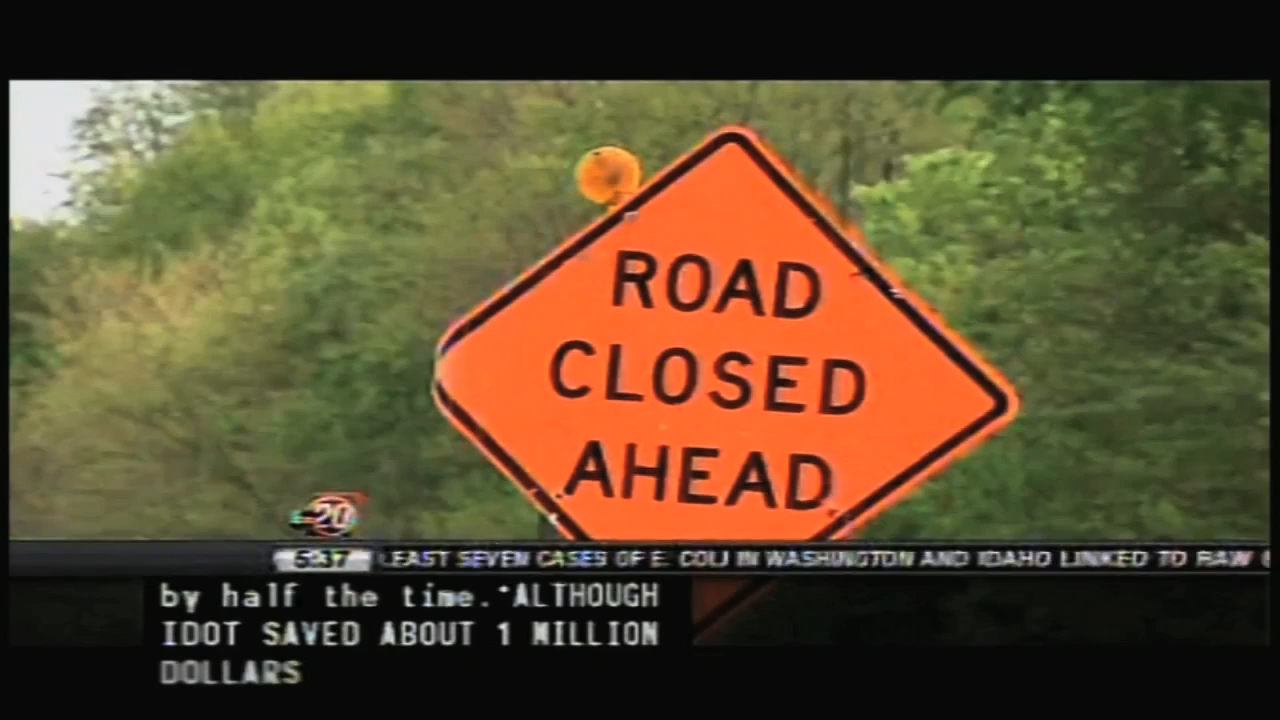 ROAD
CLOSED
AHEAD
20
5:37 LEAST SEVEN CASES OF E. COLI IN WASHINGTON AND IDAHO LINKED TO RAW
by half the time. ALTHOUGH
IDOT SAVED ABOUT 1 MILLION
DOLLARS